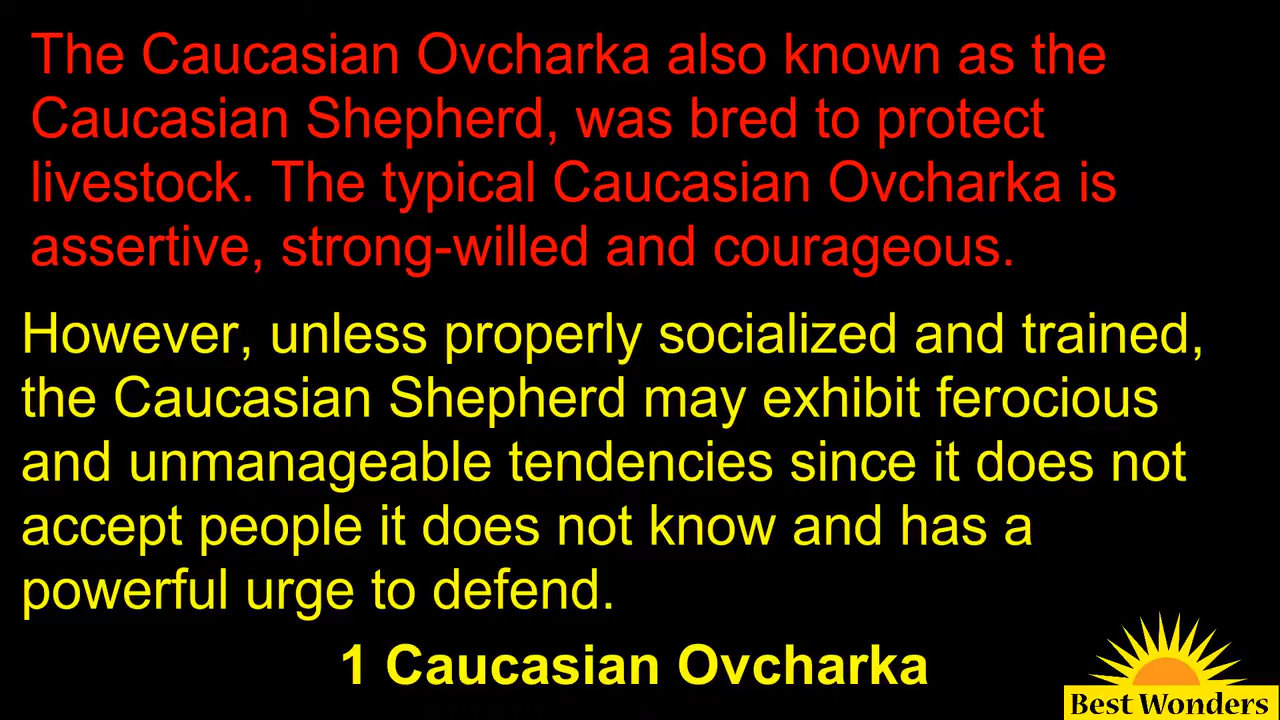 The Caucasian Ovcharka also known as the
Caucasian Shepherd, was bred to protect
livestock. The typical Caucasian Ovcharka is
assertive, strong-willed and courageous.
However, unless properly socialized and trained,
the Caucasian Shepherd may exhibit ferocious
and unmanageable tendencies since it does not
accept people it does not know and has a
powerful urge to defend.
1 Caucasian Ovcharka
Best Wonders